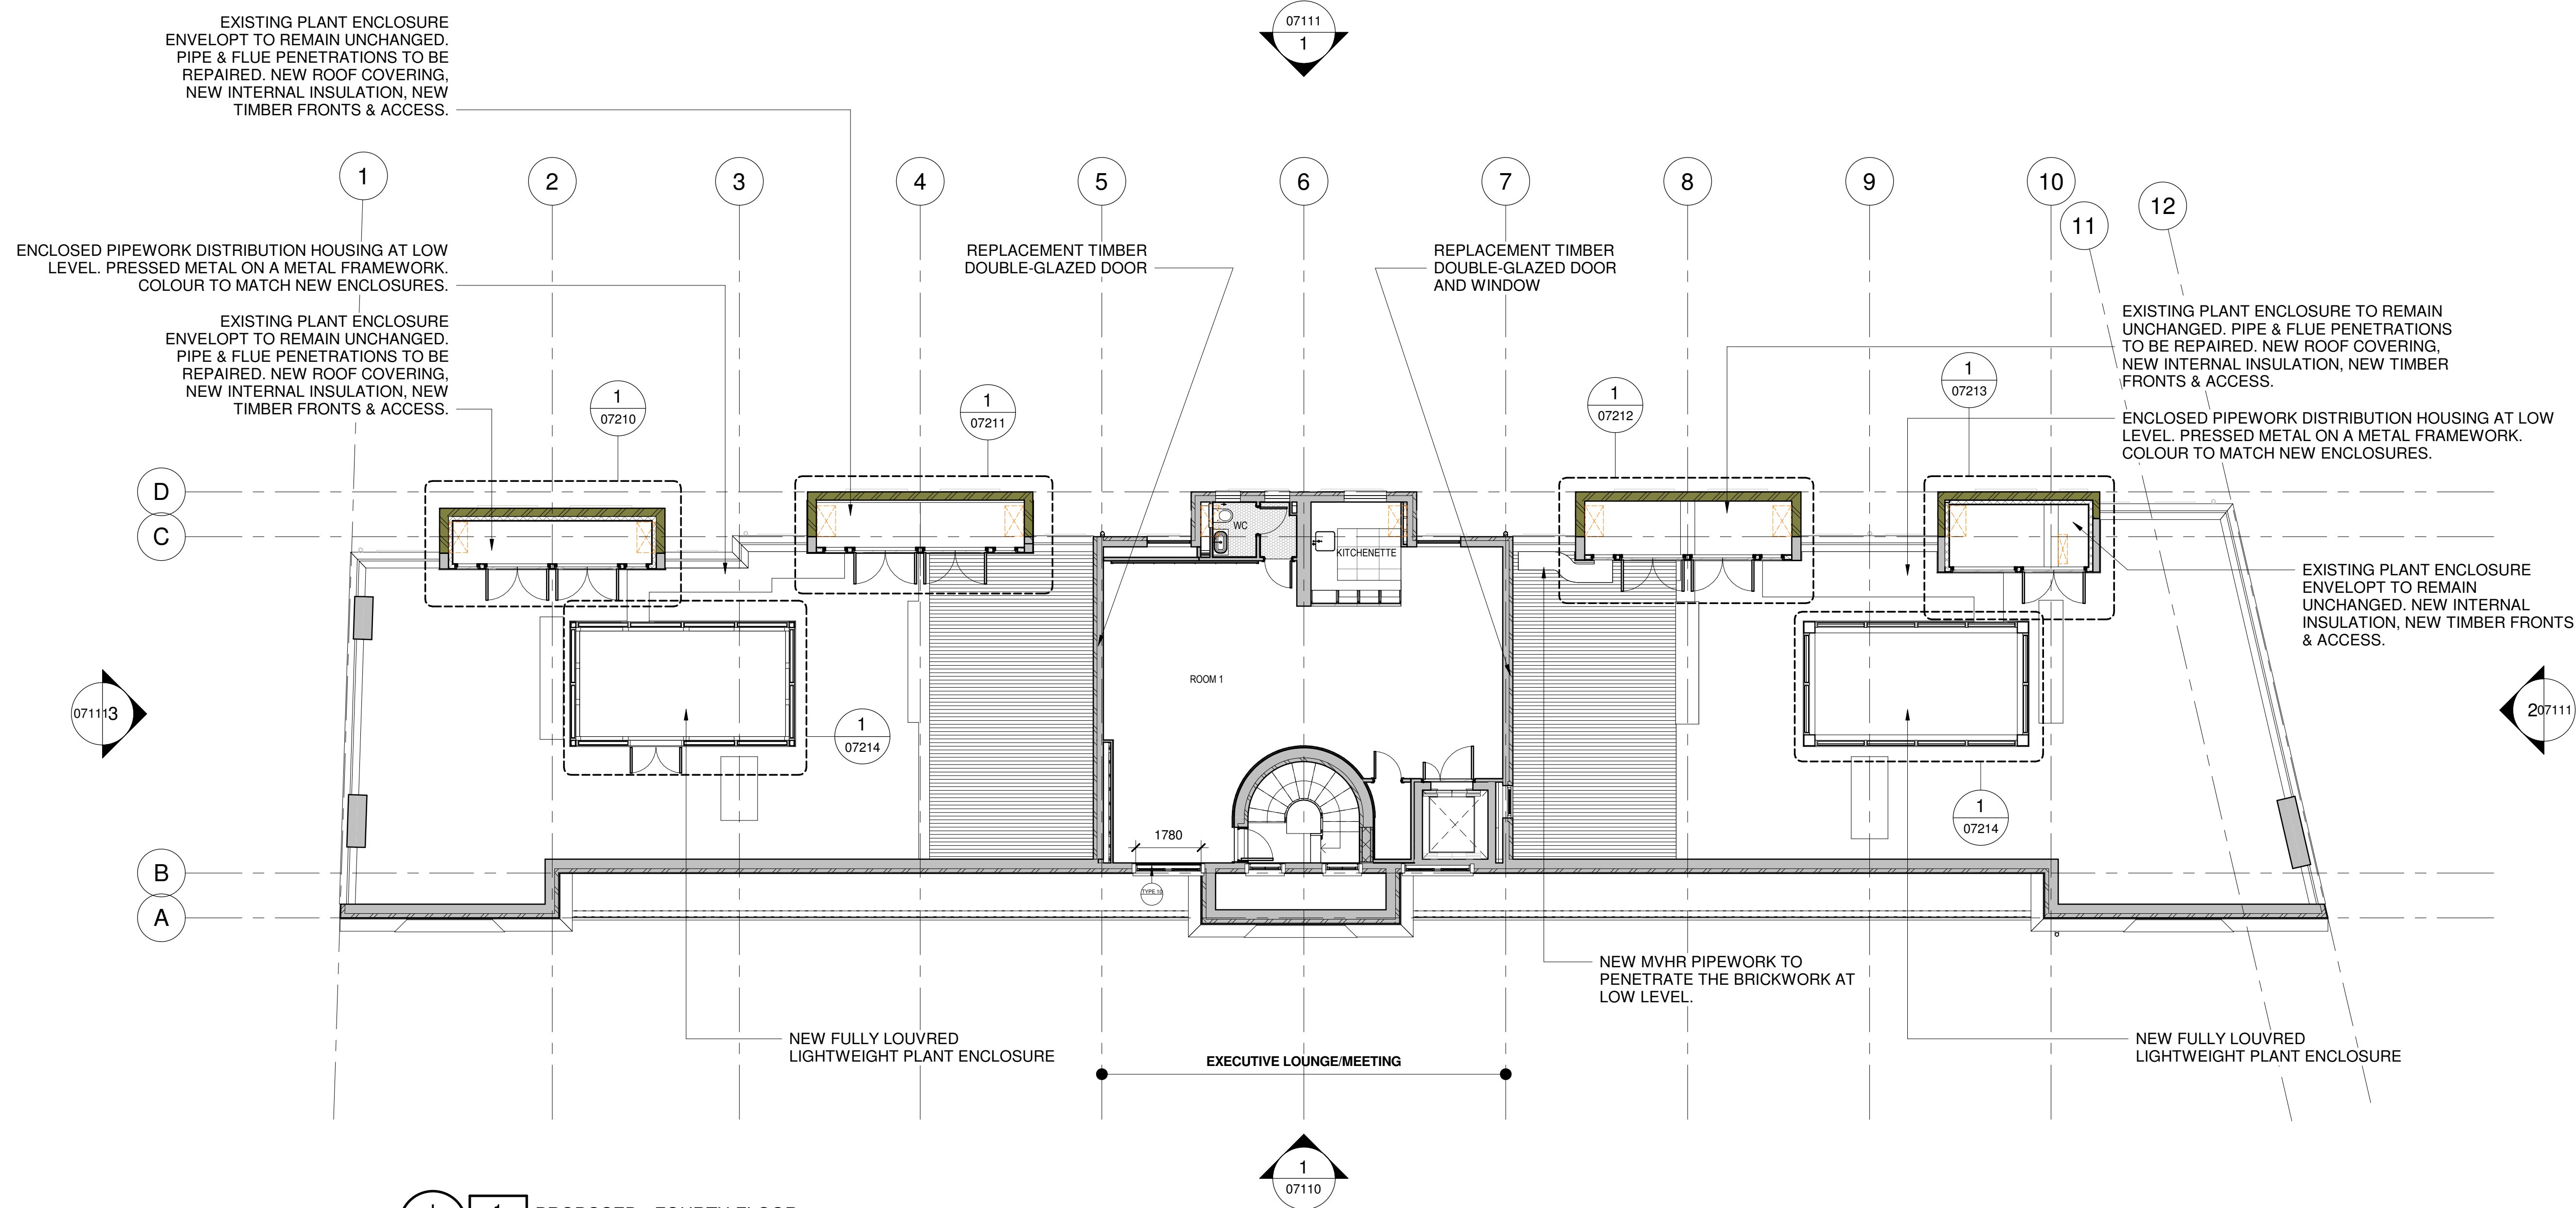 EXISTING PLANT ENCLOSURE
ENVELOPT TO REMAIN UNCHANGED.
PIPE & FLUE PENETRATIONS TO BE
REPAIRED. NEW ROOF COVERING,
NEW INTERNAL INSULATION, NEW
TIMBER FRONTS & ACCESS.
07111
1
1
2
3
4
5
6
7
8
9
10
11
12
ENCLOSED PIPEWORK DISTRIBUTION HOUSING AT LOW
LEVEL. PRESSED METAL ON A METAL FRAMEWORK.
COLOUR TO MATCH NEW ENCLOSURES.
REPLACEMENT TIMBER
DOUBLE-GLAZED DOOR
REPLACEMENT TIMBER
DOUBLE-GLAZED DOOR
AND WINDOW
EXISTING PLANT ENCLOSURE
ENVELOPT TO REMAIN UNCHANGED.
PIPE & FLUE PENETRATIONS TO BE
REPAIRED. NEW ROOF COVERING,
NEW INTERNAL INSULATION, NEW
TIMBER FRONTS & ACCESS.
EXISTING PLANT ENCLOSURE TO REMAIN
UNCHANGED. PIPE & FLUE PENETRATIONS
TO BE REPAIRED. NEW ROOF COVERING,
NEW INTERNAL INSULATION, NEW TIMBER
FRONTS & ACCESS.
1
07210
1
07211
1
07212
1
07213
ENCLOSED PIPEWORK DISTRIBUTION HOUSING AT LOW
LEVEL. PRESSED METAL ON A METAL FRAMEWORK.
COLOUR TO MATCH NEW ENCLOSURES.
D
C
WC
KITCHENETTE
EXISTING PLANT ENCLOSURE
ENVELOPT TO REMAIN
UNCHANGED. NEW INTERNAL
INSULATION, NEW TIMBER FRONTS
& ACCESS.
ROOM 1
07111
3
2
07111
1
07214
1
07214
1780
TYPE 10
B
A
NEW MVHR PIPEWORK TO
PENETRATE THE BRICKWORK AT
LOW LEVEL.
NEW FULLY LOUVRED
LIGHTWEIGHT PLANT ENCLOSURE
EXECUTIVE LOUNGE/MEETING
NEW FULLY LOUVRED
LIGHTWEIGHT PLANT ENCLOSURE
1
07110
1
PROPOSED - FOURTH FLOOR